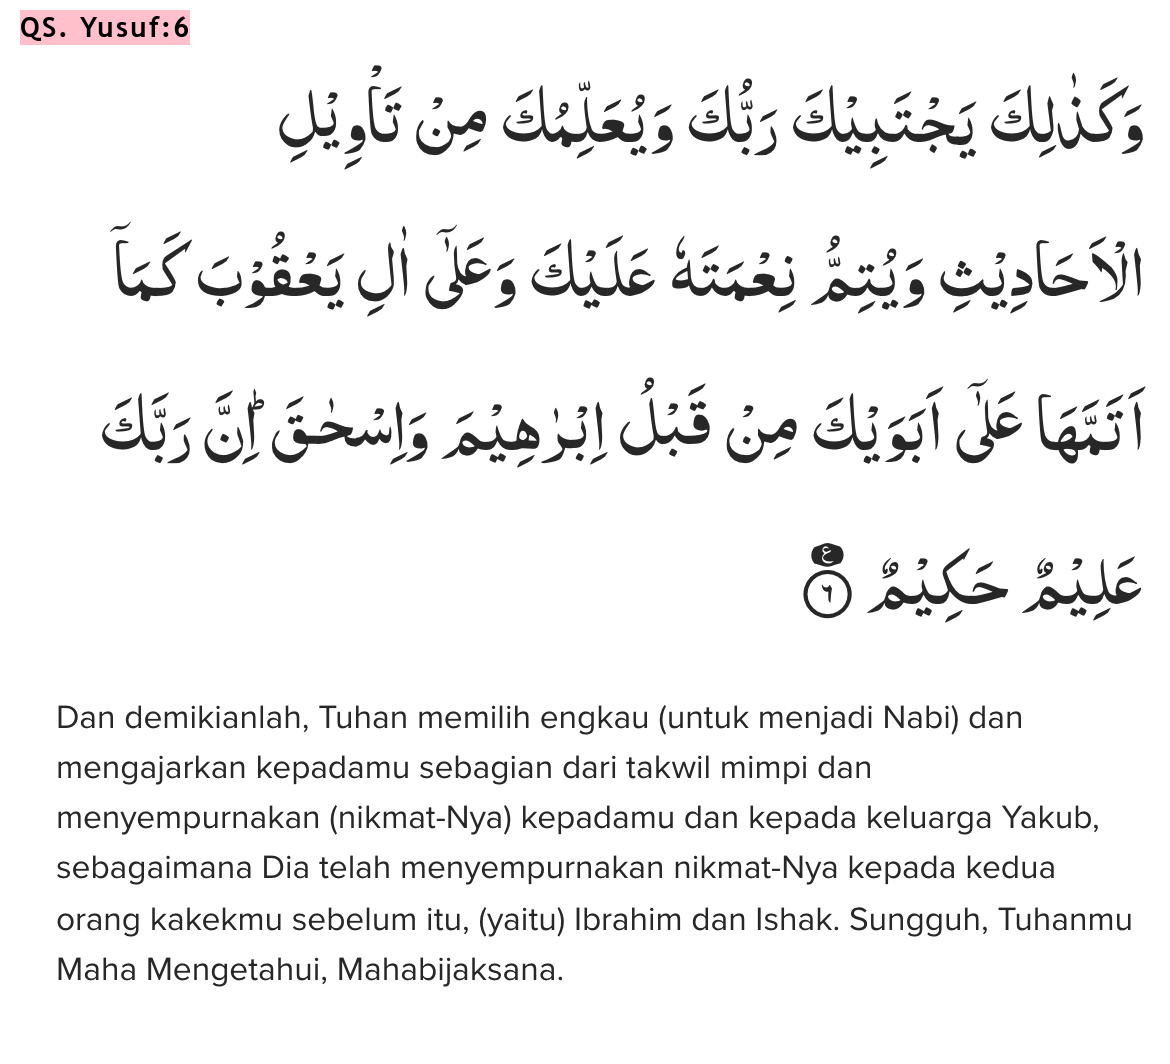 QS. Yusuf:6
وَكَذٰلِكَ يَجْتَبِيْكَ رَبُّكَ وَيُعَلِّمُكَ مِنْ تَأْوِيْلِ
الْاَحَادِيْثِ وَيُتِمُّ نِعْمَتَهٗ عَلَيْكَ وَعَلٰٓى اٰلِ يَعْقُوْبَ كَمَآ
اَتَمَّهَا عَلٰٓى اَبَوَيْكَ مِنْ قَبْلُ اِبْرٰهِيْمَ وَاِسْحٰقَۗ اِنَّ رَبَّكَ
عَلِيْمٌ حَكِيْمٌ ࣖ ٦
Dan demikianlah, Tuhan memilih engkau (untuk menjadi Nabi) dan
mengajarkan kepadamu sebagian dari takwil mimpi dan
menyempurnakan (nikmat-Nya) kepadamu dan kepada keluarga Yakub,
sebagaimana Dia telah menyempurnakan nikmat-Nya kepada kedua
orang kakekmu sebelum itu, (yaitu) Ibrahim dan Ishak. Sungguh, Tuhanmu
Maha Mengetahui, Mahabijaksana.